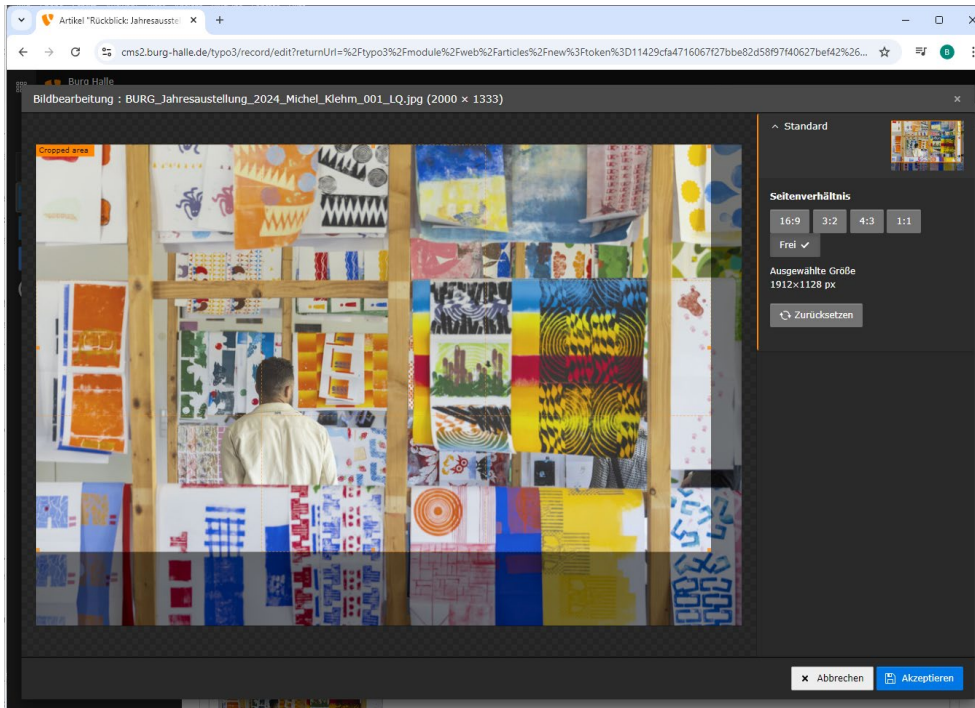 Artikel "Rückblick: Jahresausste
cms2.burg-halle.de/typo3/record/edit?returnUrl=%2Ftypo3%2Fmodule%2Fweb%2Farticles%2Fnew%3Ftoken%3D11429cfa4716067f27bbe82d58f97f40627bef42%26...
B
Burg Halle
Bildbearbeitung : BURG_Jahresaustellung_2024_Michel_Klehm_001_LQ.jpg (2000 × 1333)
Cropped area
Standard
Seitenverhältnis
16:9 3:2 4:3 1:1
Frei
Ausgewählte Größe
1912×1128 px
Zurücksetzen
Abbrechen Akzeptieren